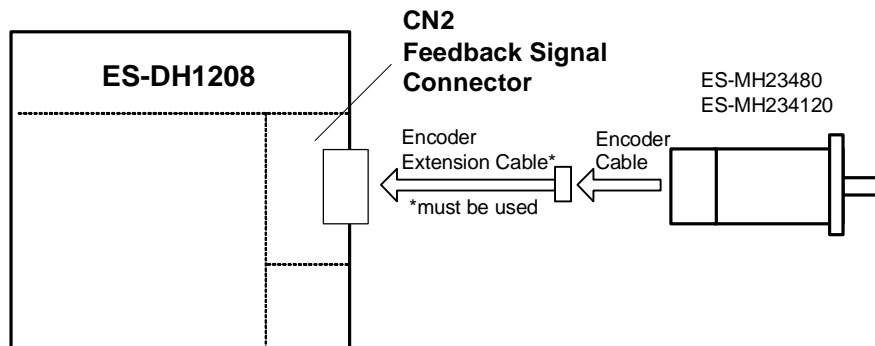 CN2
Feedback Signal
Connector
ES-DH1208
ES-MH23480
ES-MH234120
Encoder
Extension Cable*
*must be used
Encoder
Cable